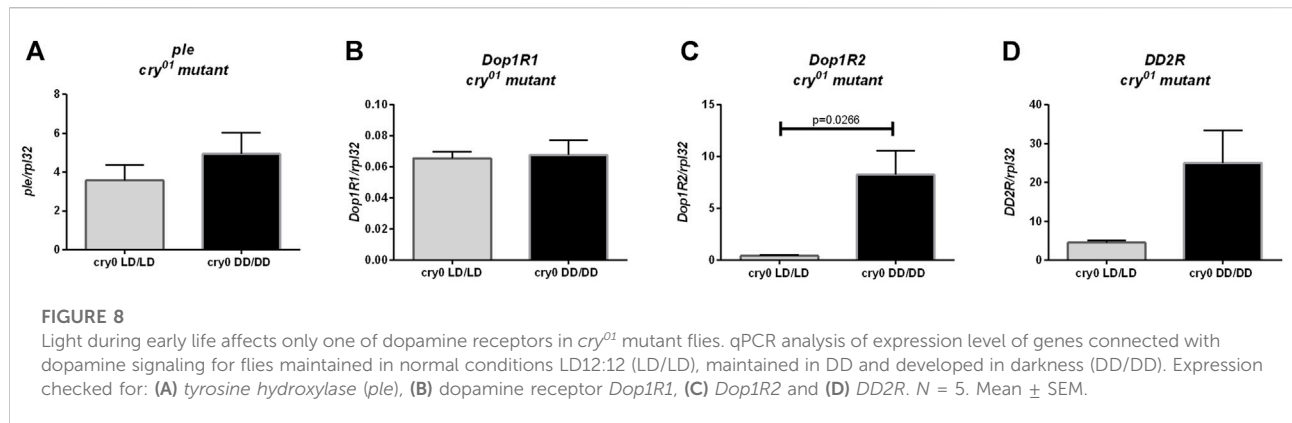 A
ple
cry01 mutant
ple/rpl32
8
6
4
2
0
cry0 LD/LD
cry0 DD/DD
B
Dop1R1
cry01 mutant
Dop1R1/rpl32
0.10
0.08
0.06
0.04
0.02
0.00
cry0 LD/LD
cry0 DD/DD
C
Dop1R2
cry01 mutant
p=0.0266
Dop1R2/rpl32
15
10
5
0
cry0 LD/LD
cry0 DD/DD
D
DD2R
cry01 mutant
DD2R/rpl32
40
30
20
10
0
cry0 LD/LD
cry0 DD/DD
FIGURE 8
Light during early life affects only one of dopamine receptors in cry01 mutant flies. qPCR analysis of expression level of genes connected with
dopamine signaling for flies maintained in normal conditions LD12:12 (LD/LD), maintained in DD and developed in darkness (DD/DD). Expression
checked for: (A) tyrosine hydroxylase (ple), (B) dopamine receptor Dop1R1, (C) Dop1R2 and (D) DD2R. N = 5. Mean ± SEM.